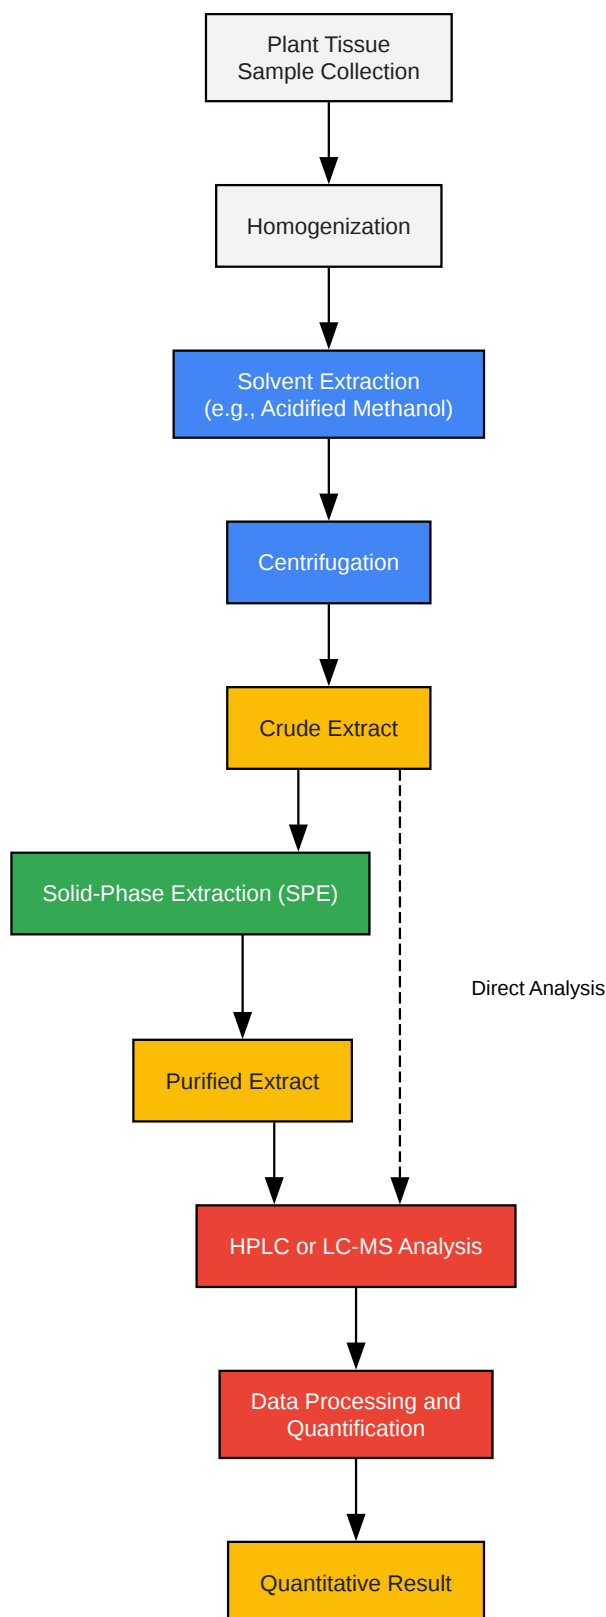 Plant Tissue
Sample Collection
Homogenization
Solvent Extraction
(e.g., Acidified Methanol)
Centrifugation
Crude Extract
Solid-Phase Extraction (SPE)
Direct Analysis
Purified Extract
HPLC or LC-MS Analysis
Data Processing and
Quantification
Quantitative Result